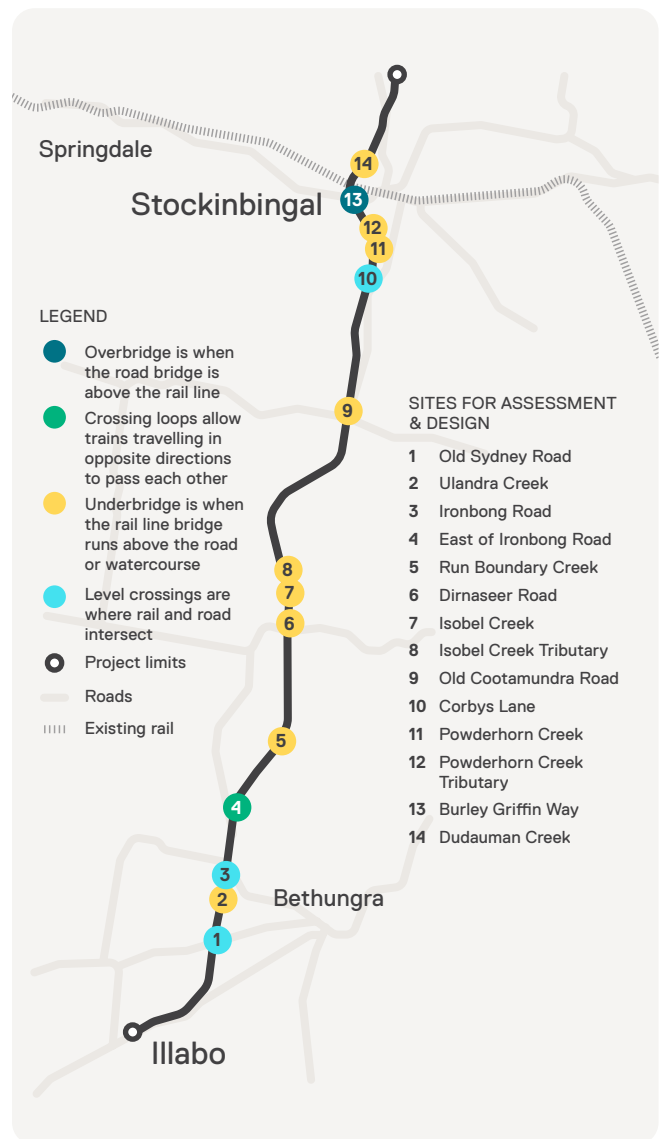 14
Springdale
Stockinbingal
13
12
11
10
LEGEND
Overbridge is when
the road bridge is
above the rail line
Crossing loops allow
trains travelling in
opposite directions
to pass each other
Underbridge is when
the rail line bridge
runs above the road
or watercourse
Level crossings are
where rail and road
intersect
Project limits
Roads
Existing rail
9
8
7
6
5
4
3
2
1
Bethungra
Illabo
SITES FOR ASSESSMENT
& DESIGN
1 Old Sydney Road
2 Ulandra Creek
3 Ironbong Road
4 East of Ironbong Road
5 Run Boundary Creek
6 Dirnaseer Road
7 Isobel Creek
8 Isobel Creek Tributary
9 Old Cootamundra Road
10 Corbys Lane
11 Powderhorn Creek
12 Powderhorn Creek
Tributary
13 Burley Griffin Way
14 Dudauman Creek